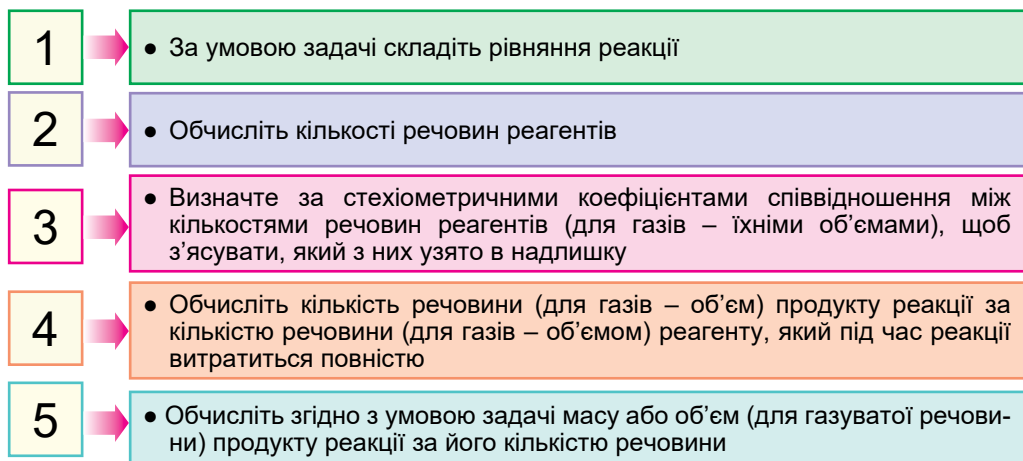 1
● За умовою задачі складіть рівняння реакції
2
● Обчисліть кількості речовин реагентів
3
● Визначте за стехіометричними коефіцієнтами співвідношення між
кількостями речовин реагентів (для газів – їхніми об’ємами), щоб
з’ясувати, який з них узято в надлишку
4
● Обчисліть кількість речовини (для газів – об’єм) продукту реакції за
кількістю речовини (для газів – об’ємом) реагенту, який під час реакції
витратиться повністю
5
● Обчисліть згідно з умовою задачі масу або об’єм (для газуватої речови-
ни) продукту реакції за його кількістю речовини